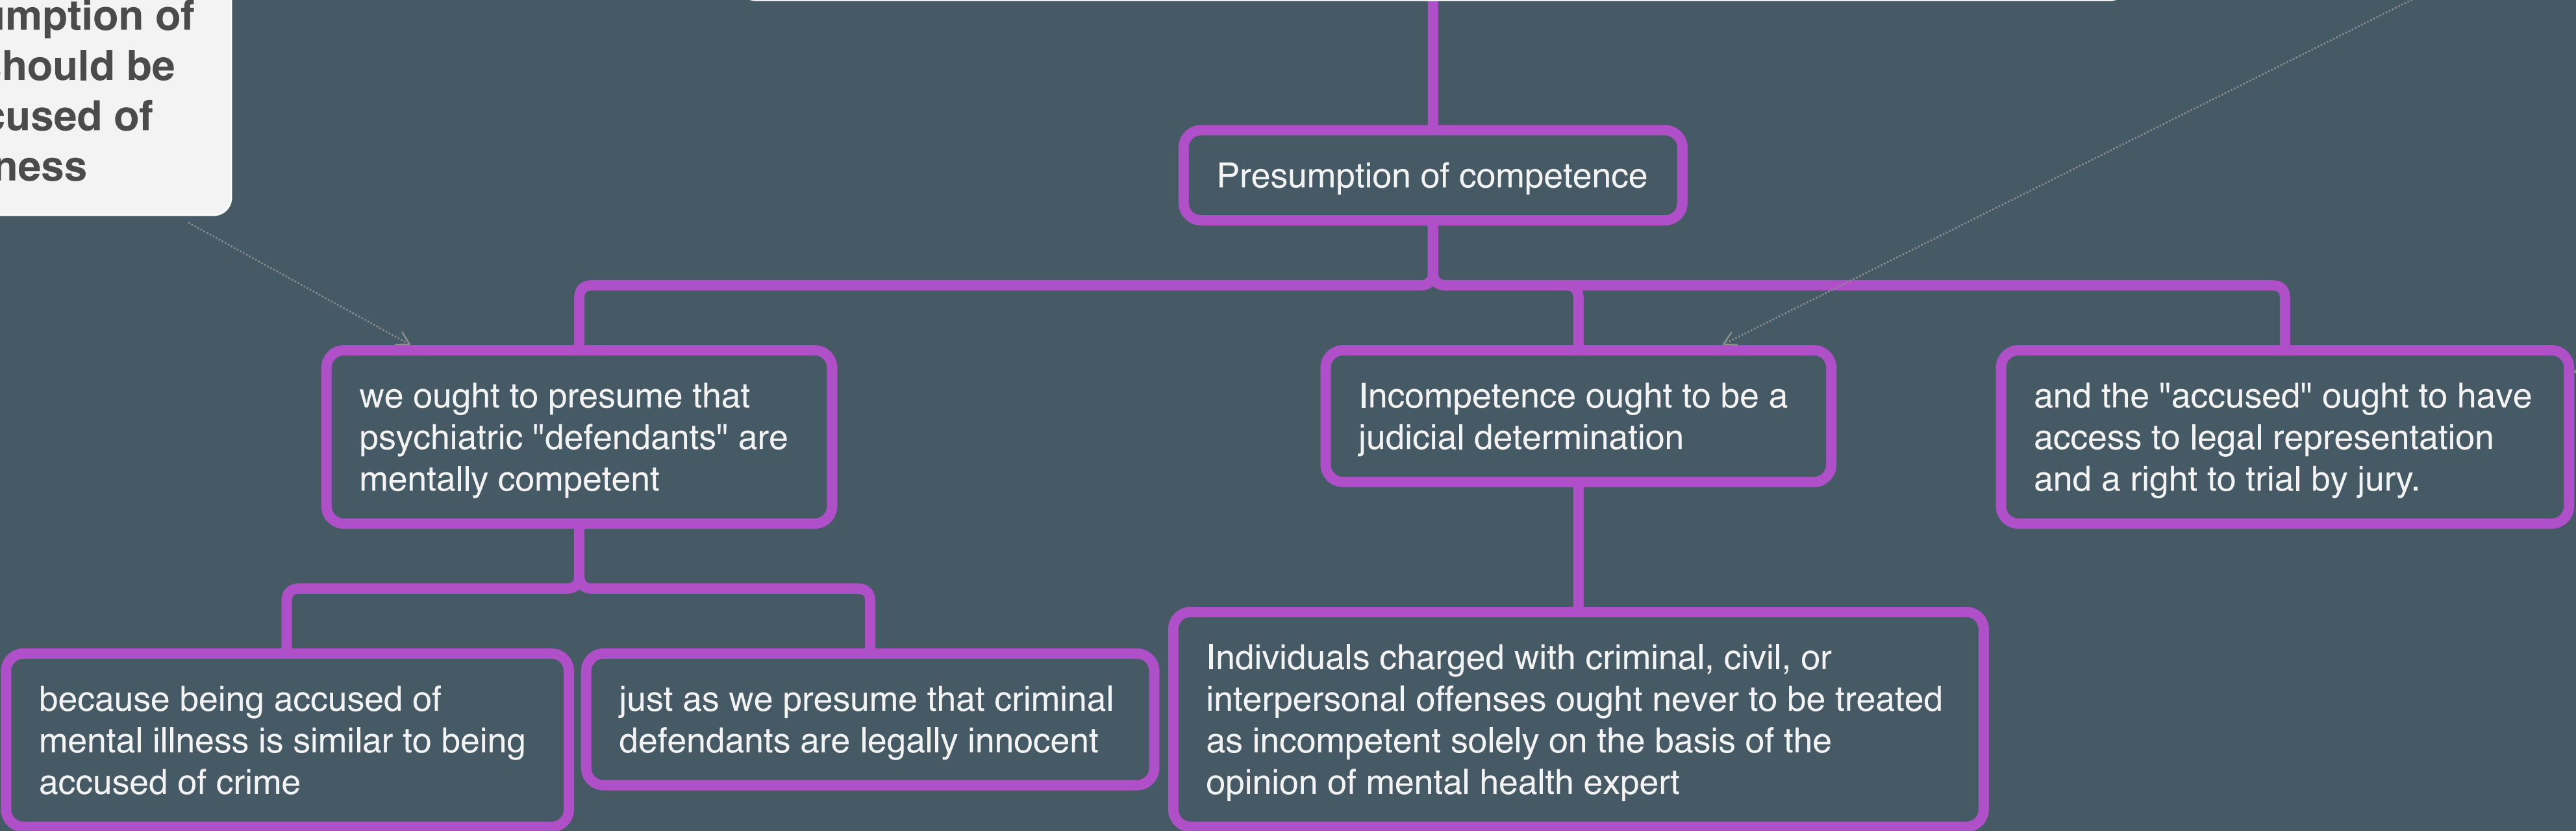 of
should be
of
Presumption of competence
we ought to presume that
psychiatric "defendants" are
mentally competent
Incompetence ought to be a
judicial determination
and the "accused" ought to have
access to legal representation
and a right to trial by jury.
because being accused of
mental illness is similar to being
accused of crime
just as we presume that criminal
defendants are legally innocent
Individuals charged with criminal, civil, or
interpersonal offenses ought never to be treated
as incompetent solely on the basis of the
opinion of mental health expert